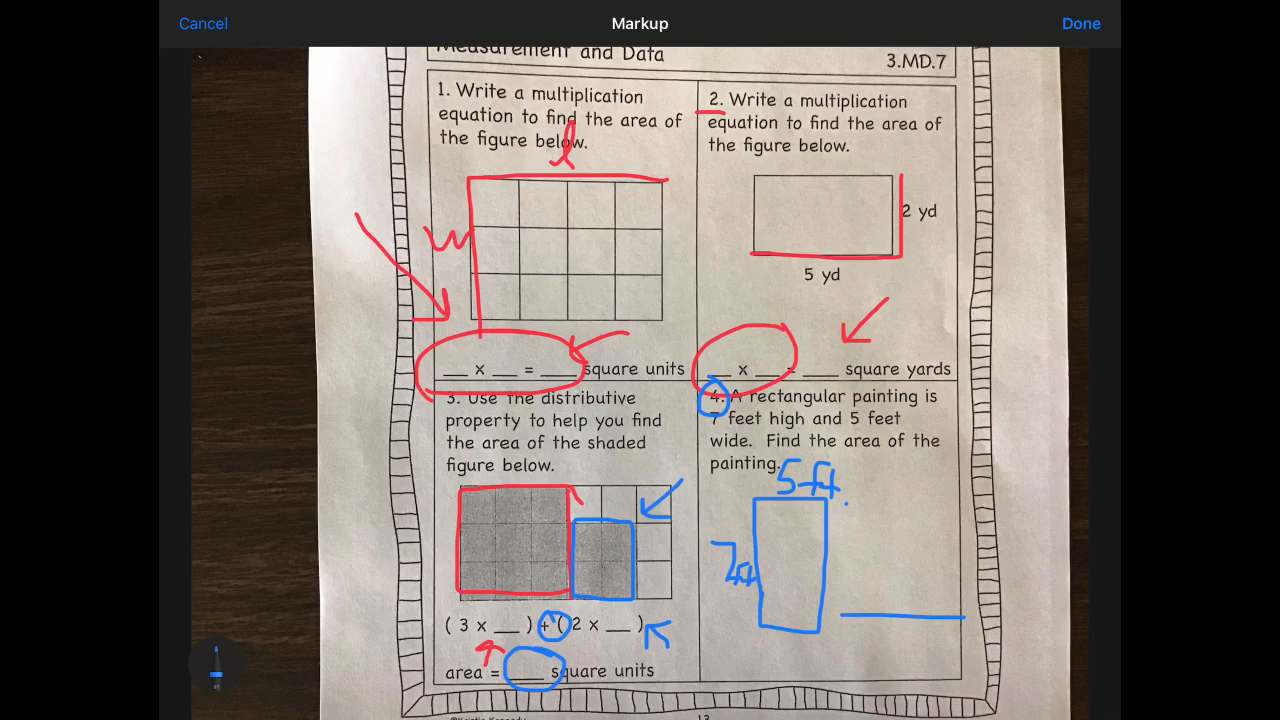 Cancel
Markup
Done
Measurement and Data
3.MD.7
1. Write a multiplication
equation to find the area of
the figure below.
l
w
___ x ___ = ____ square units
2. Write a multiplication
equation to find the area of
the figure below.
2 yd
5 yd
___ x ___ = ____ square yards
3. Use the distributive
property to help you find
the area of the shaded
figure below.
( 3 x ___ ) + ( 2 x ___ )
area = ____ square units
4. A rectangular painting is
7 feet high and 5 feet
wide. Find the area of the
painting.
5 ft.
7ft
13